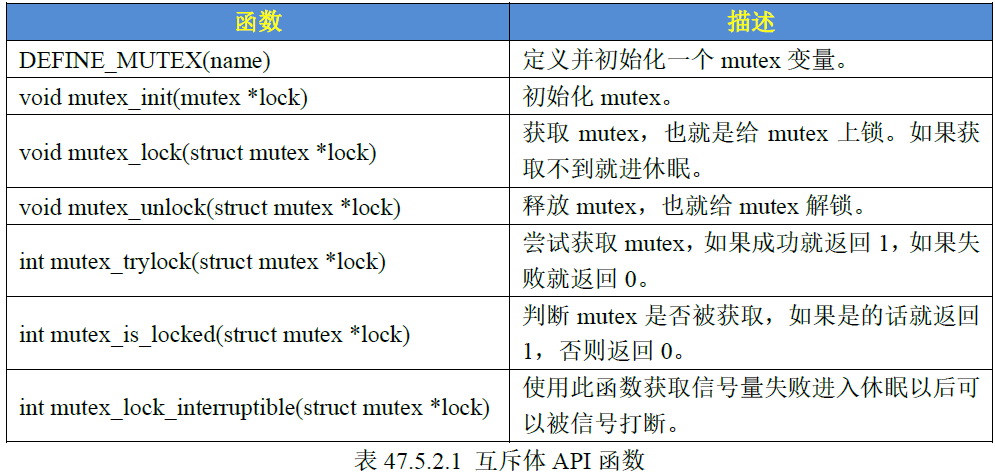 函数 描述
DEFINE_MUTEX(name) 定义并初始化一个 mutex 变量。
void mutex_init(mutex *lock) 初始化 mutex。
void mutex_lock(struct mutex *lock) 获取 mutex，也就是给 mutex 上锁。如果获
取不到就进休眠。
void mutex_unlock(struct mutex *lock) 释放 mutex，也就给 mutex 解锁。
int mutex_trylock(struct mutex *lock) 尝试获取 mutex，如果成功就返回 1，如果失
败就返回 0。
int mutex_is_locked(struct mutex *lock) 判断 mutex 是否被获取，如果是的话就返回
1，否则返回 0。
int mutex_lock_interruptible(struct mutex *lock) 使用此函数获取信号量失败进入休眠以后可
以被信号打断。
表 47.5.2.1 互斥体 API 函数